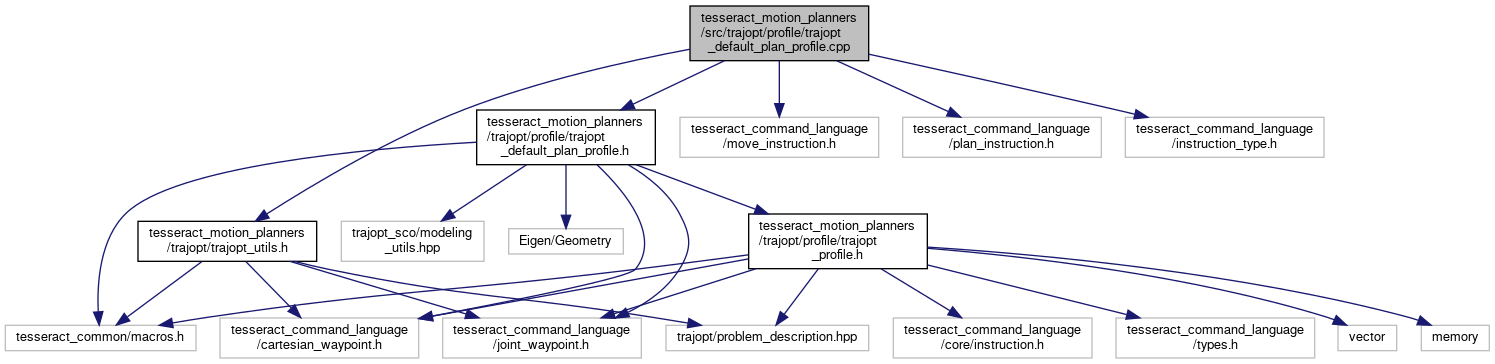 tesseract_motion_planners
/src/trajopt/profile/trajopt
_default_plan_profile.cpp
tesseract_motion_planners
/trajopt/profile/trajopt
_default_plan_profile.h
tesseract_command_language
/move_instruction.h
tesseract_command_language
/plan_instruction.h
tesseract_command_language
/instruction_type.h
tesseract_motion_planners
/trajopt/trajopt_utils.h
trajopt_sco/modeling
_utils.hpp
Eigen/Geometry
tesseract_motion_planners
/trajopt/profile/trajopt
_profile.h
tesseract_common/macros.h
tesseract_command_language
/cartesian_waypoint.h
tesseract_command_language
/joint_waypoint.h
trajopt/problem_description.hpp
tesseract_command_language
/core/instruction.h
tesseract_command_language
/types.h
vector
memory